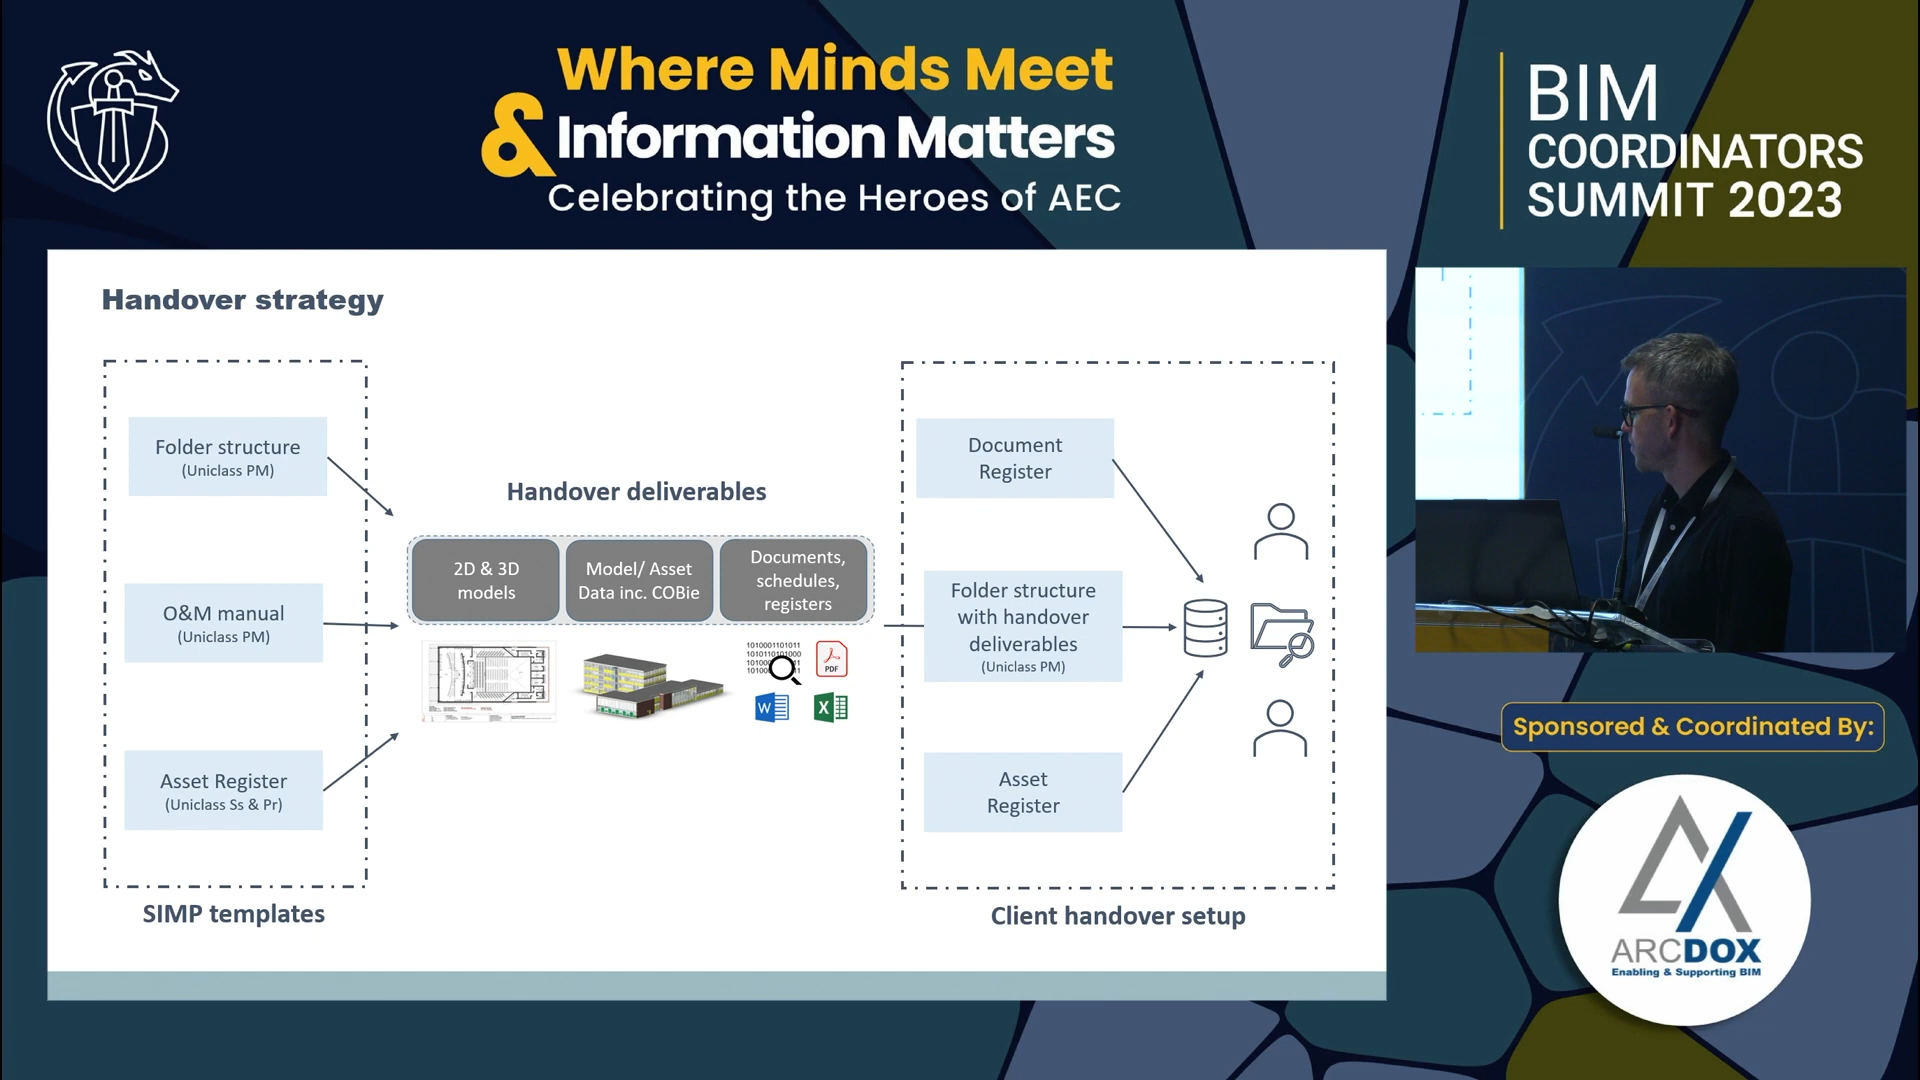 Where Minds Meet
& Information Matters
Celebrating the Heroes of AEC
BIM
COORDINATORS
SUMMIT 2023
Handover strategy
Folder structure
(Uniclass PM)
O&M manual
(Uniclass PM)
Asset Register
(Uniclass Ss & Pr)
SIMP templates
Handover deliverables
2D & 3D
models
Model/ Asset
Data inc. COBie
Documents,
schedules,
registers
PDF
W
X
Document
Register
Folder structure
with handover
deliverables
(Uniclass PM)
Asset
Register
Client handover setup
Sponsored & Coordinated By:
ARCDOX
Enabling & Supporting BIM